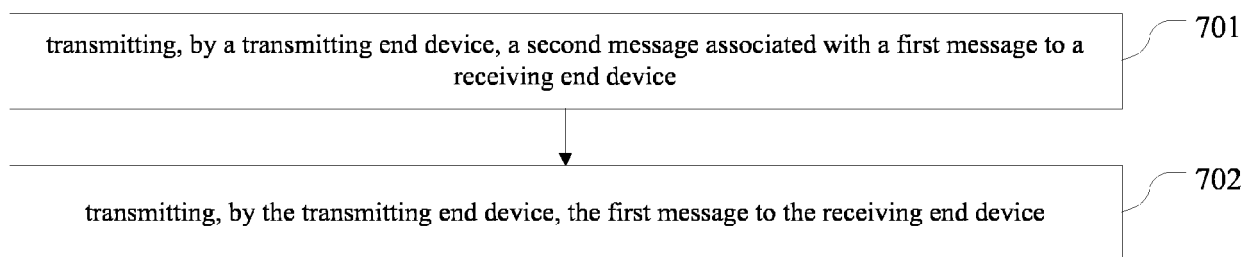 transmitting, by a transmitting end device, a second message associated with a first message to a
receiving end device
701
transmitting, by the transmitting end device, the first message to the receiving end device
702